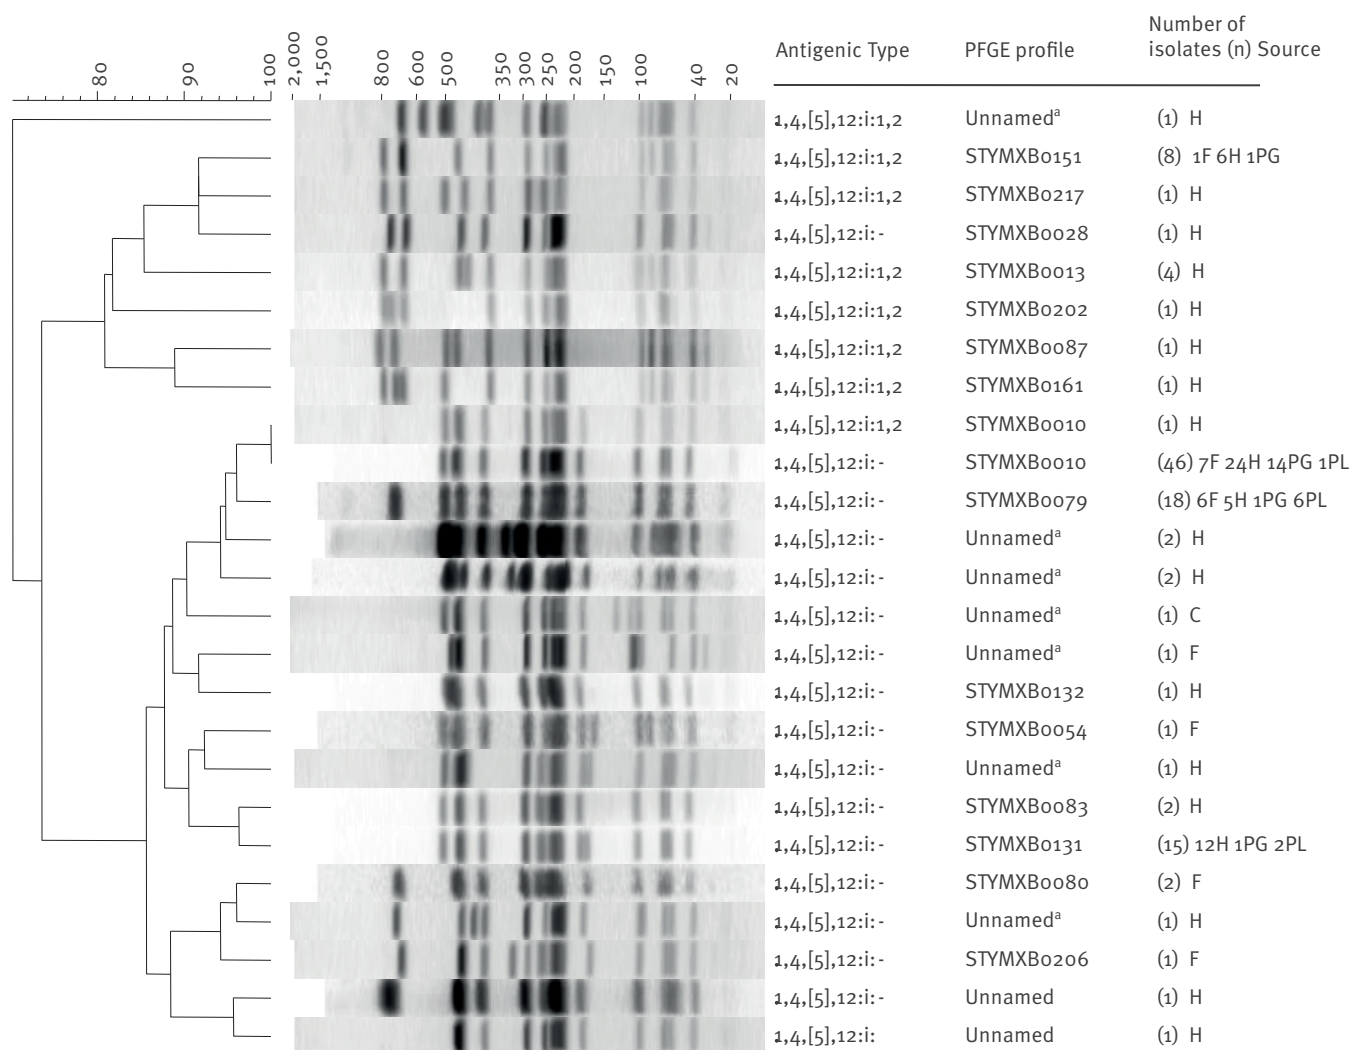 80 90 100 2,000 1,500 800 600 500 350 300 250 200 150 100 40 20
Antigenic Type PFGE profile Number of
isolates (n) Source
1,4,[5],12:i:1,2 Unnamedª (1) H
1,4,[5],12:i:1,2 STYMXB0151 (8) 1F 6H 1PG
1,4,[5],12:i:1,2 STYMXB0217 (1) H
1,4,[5],12:i:- STYMXB0028 (1) H
1,4,[5],12:i:1,2 STYMXB0013 (4) H
1,4,[5],12:i:1,2 STYMXB0202 (1) H
1,4,[5],12:i:1,2 STYMXB0087 (1) H
1,4,[5],12:i:1,2 STYMXB0161 (1) H
1,4,[5],12:i:1,2 STYMXB0010 (1) H
1,4,[5],12:i:- STYMXB0010 (46) 7F 24H 14PG 1PL
1,4,[5],12:i:- STYMXB0079 (18) 6F 5H 1PG 6PL
1,4,[5],12:i:- Unnamedª (2) H
1,4,[5],12:i:- Unnamedª (2) H
1,4,[5],12:i:- Unnamedª (1) C
1,4,[5],12:i:- Unnamedª (1) F
1,4,[5],12:i:- STYMXB0132 (1) H
1,4,[5],12:i:- STYMXB0054 (1) F
1,4,[5],12:i:- Unnamedª (1) H
1,4,[5],12:i:- STYMXB0083 (2) H
1,4,[5],12:i:- STYMXB0131 (15) 12H 1PG 2PL
1,4,[5],12:i:- STYMXB0080 (2) F
1,4,[5],12:i:- Unnamedª (1) H
1,4,[5],12:i:- STYMXB0206 (1) F
1,4,[5],12:i:- Unnamed (1) H
1,4,[5],12:i: Unnamed (1) H